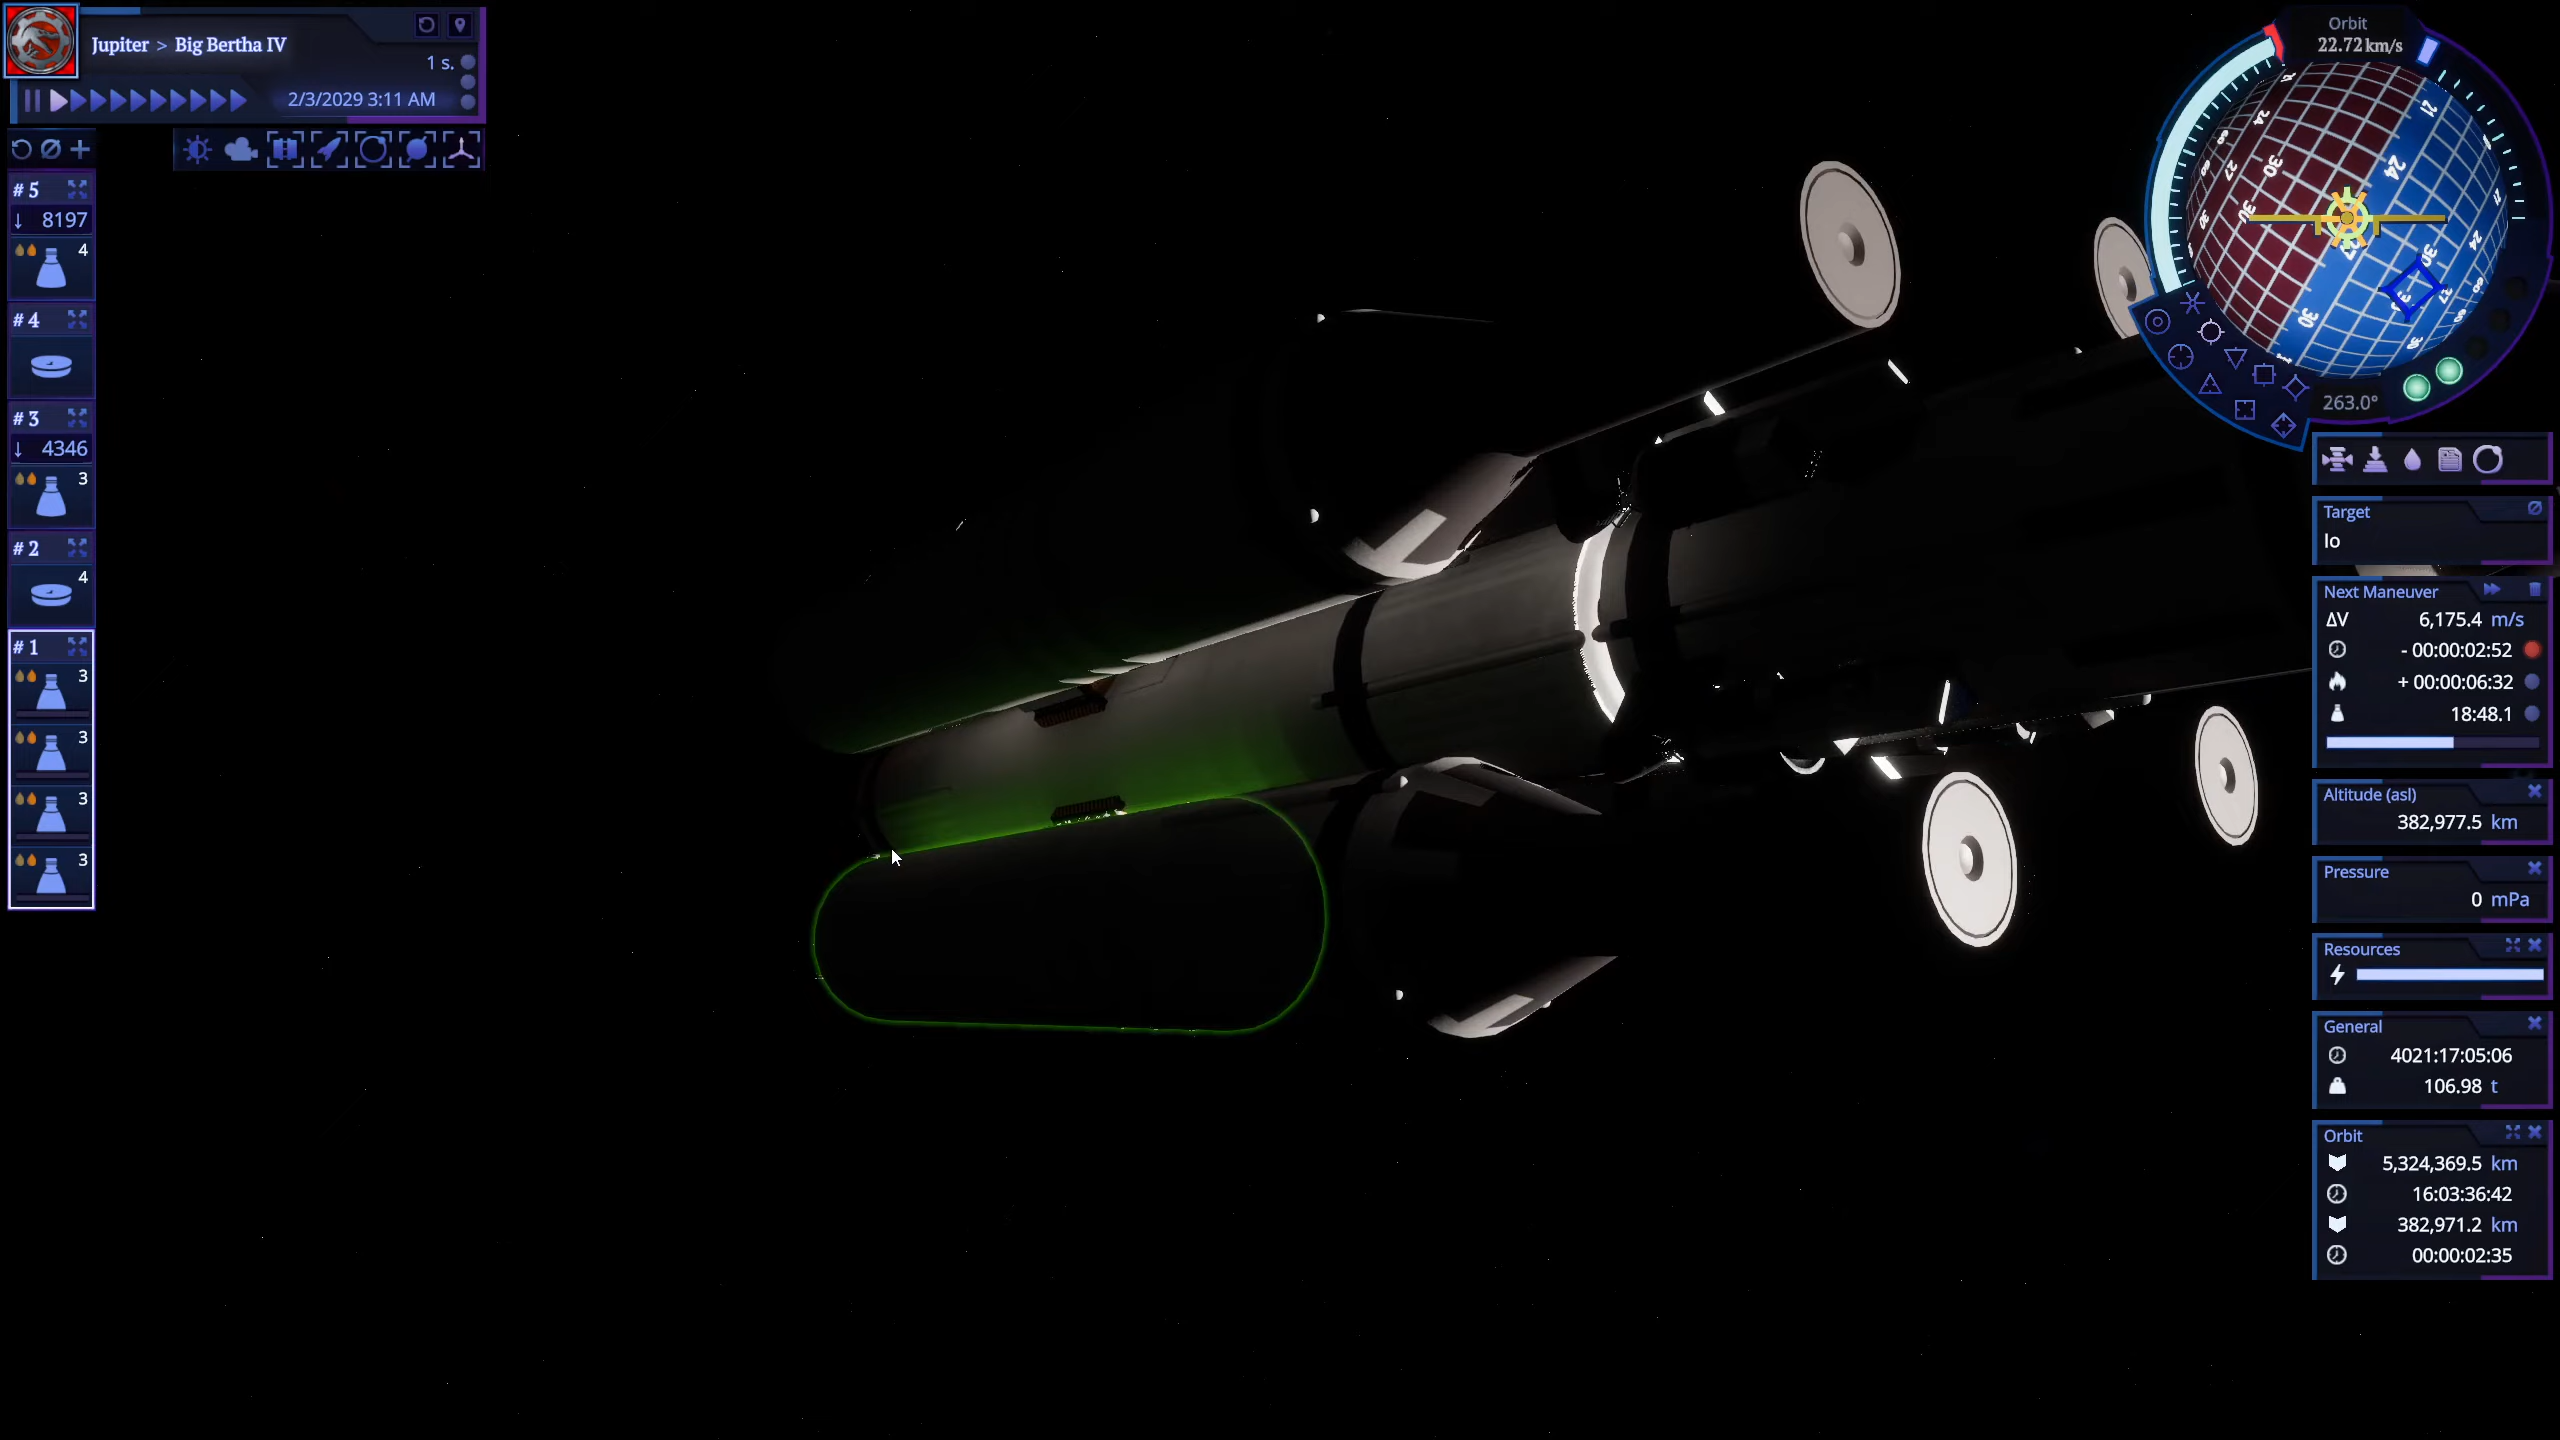 Jupiter > Big Bertha IV
1 s.
2/3/2029 3:11 AM
# 5
↓ 8197
4
# 4
# 3
↓ 4346
3
# 2
4
# 1
3
3
3
3
Orbit
22.72 km/s
263.0°
Target
Io
Next Maneuver
ΔV 6,175.4 m/s
- 00:00:02:52
+ 00:00:06:32
18:48.1
Altitude (asl)
382,977.5 km
Pressure
0 mPa
Resources
General
4021:17:05:06
106.98 t
Orbit
5,324,369.5 km
16:03:36:42
382,971.2 km
00:00:02:35